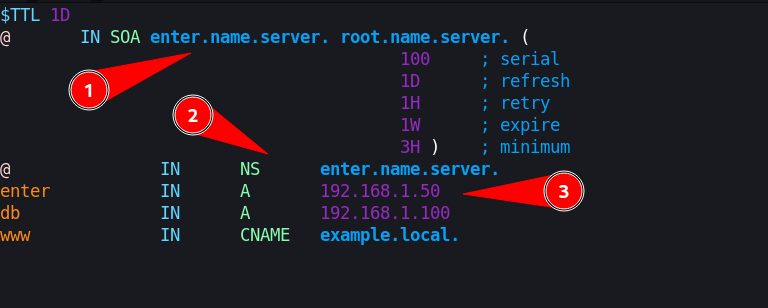 $TTL 1D
@ IN SOA enter.name.server. root.name.server. (
100 ; serial
1
1D ; refresh
1H ; retry
2
1W ; expire
3H ) ; minimum
@ IN NS enter.name.server.
enter IN A 192.168.1.50
3
db IN A 192.168.1.100
www IN CNAME example.local.